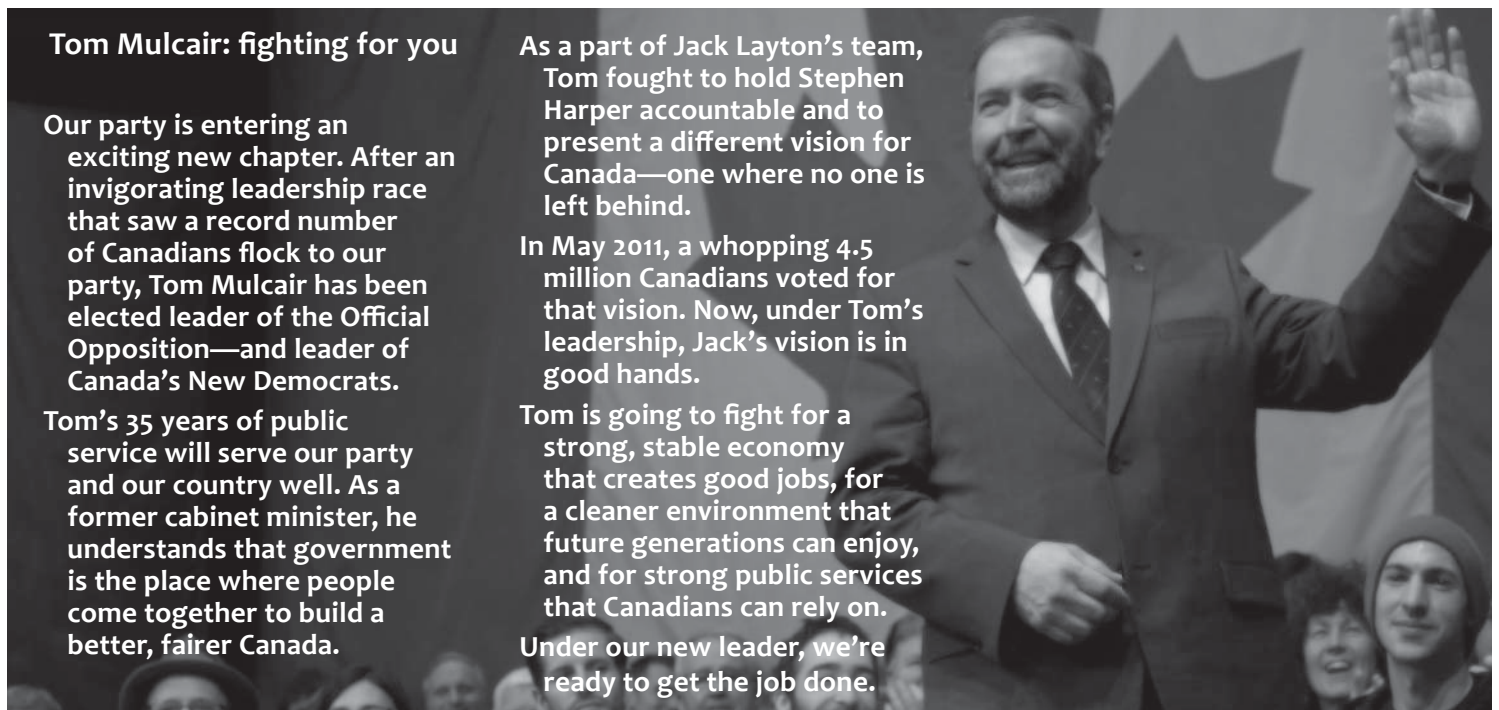 Tom Mulcair: fighting for you
Our party is entering an
exciting new chapter. After an
invigorating leadership race
that saw a record number
of Canadians flock to our
party, Tom Mulcair has been
elected leader of the Official
Opposition—and leader of
Canada’s New Democrats.
Tom’s 35 years of public
service will serve our party
and our country well. As a
former cabinet minister, he
understands that government
is the place where people
come together to build a
better, fairer Canada.
As a part of Jack Layton’s team,
Tom fought to hold Stephen
Harper accountable and to
present a different vision for
Canada—one where no one is
left behind.
In May 2011, a whopping 4.5
million Canadians voted for
that vision. Now, under Tom’s
leadership, Jack’s vision is in
good hands.
Tom is going to fight for a
strong, stable economy
that creates good jobs, for
a cleaner environment that
future generations can enjoy,
and for strong public services
that Canadians can rely on.
Under our new leader, we’re
ready to get the job done.